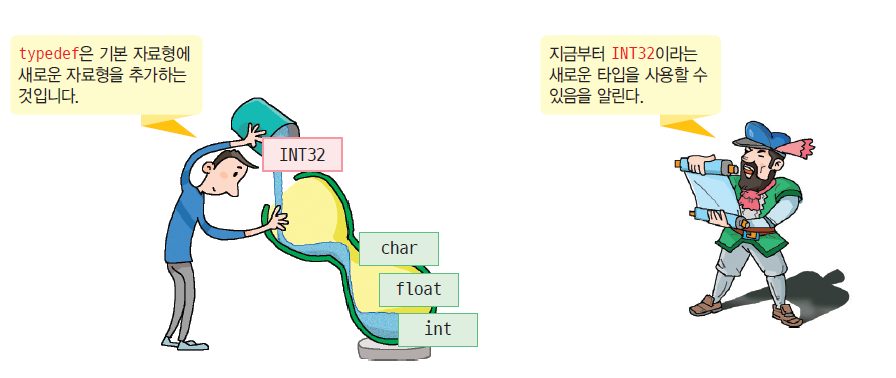 typedef은 기본 자료형에
새로운 자료형을 추가하는
것입니다.
지금부터 INT32이라는
새로운 타입을 사용할 수
있음을 알린다.
INT32
char
float
int